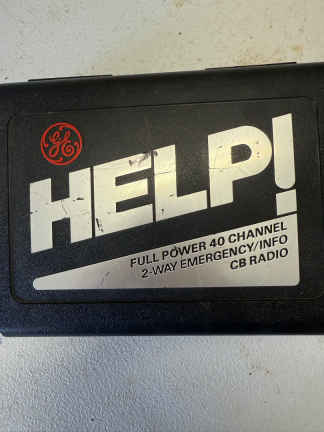 GE
HELP!
FULL POWER 40 CHANNEL
2-WAY EMERGENCY/INFO
CB RADIO